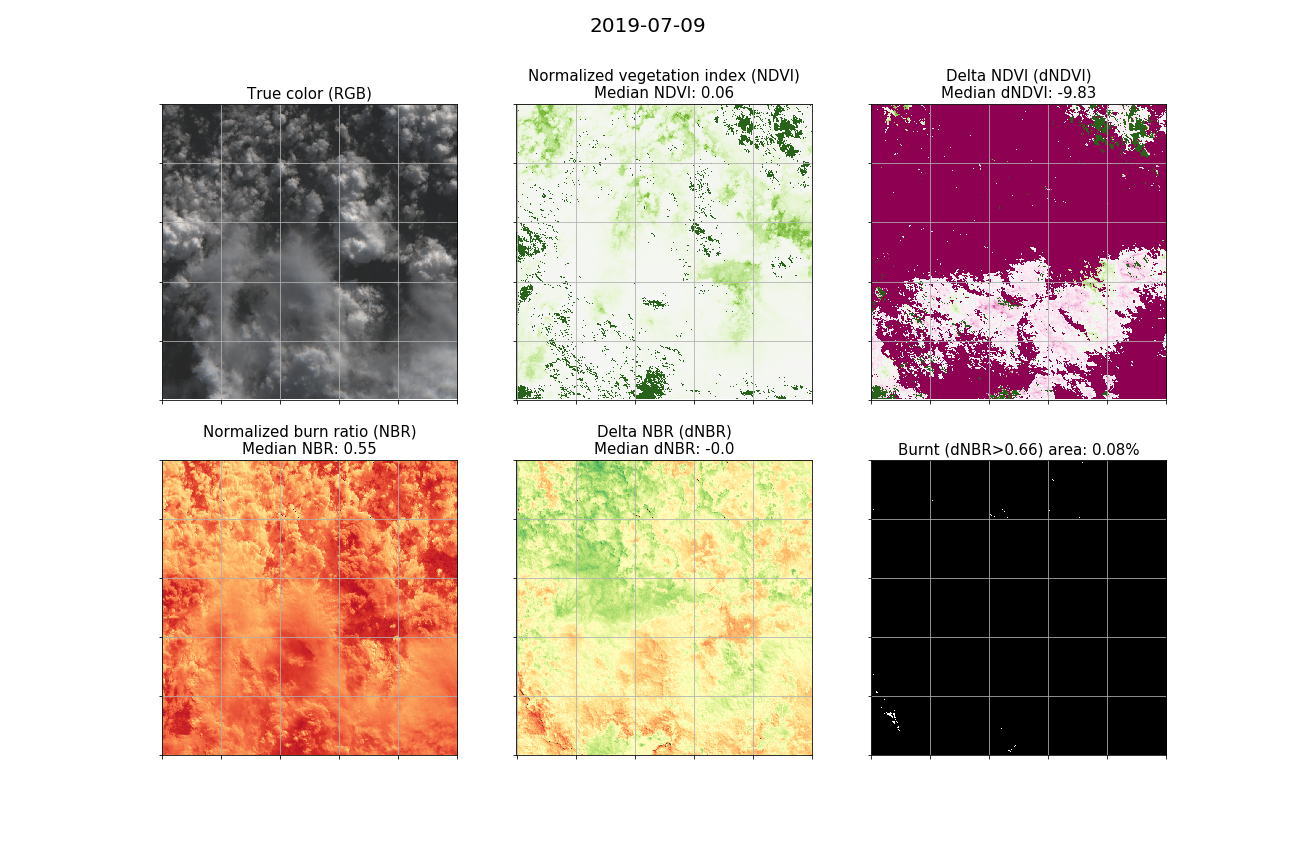 2019-07-09
True color (RGB)
Normalized vegetation index (NDVI)
Median NDVI: 0.06
Delta NDVI (dNDVI)
Median dNDVI: -9.83
Normalized burn ratio (NBR)
Median NBR: 0.55
Delta NBR (dNBR)
Median dNBR: -0.0
Burnt (dNBR>0.66) area: 0.08%